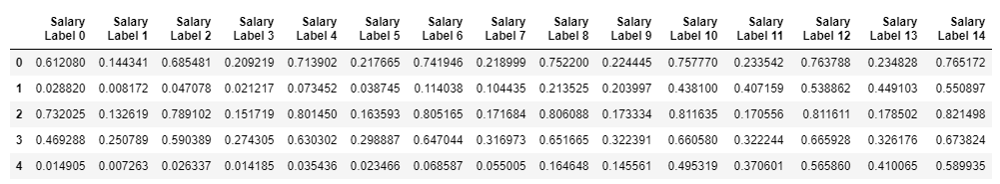 Salary Salary Salary Salary Salary Salary Salary Salary Salary Salary Salary Salary Salary Salary Salary
Label 0 Label 1 Label 2 Label 3 Label 4 Label 5 Label 6 Label 7 Label 8 Label 9 Label 10 Label 11 Label 12 Label 13 Label 14
0 0.612080 0.144341 0.685481 0.209219 0.713902 0.217665 0.741946 0.218999 0.752200 0.224445 0.757770 0.233542 0.763788 0.234828 0.765172
1 0.028820 0.008172 0.047078 0.021217 0.073452 0.038745 0.114038 0.104435 0.213525 0.203997 0.438100 0.407159 0.538862 0.449103 0.550897
2 0.732025 0.132619 0.789102 0.151719 0.801450 0.163593 0.805165 0.171684 0.806088 0.173334 0.811635 0.170556 0.811611 0.178502 0.821498
3 0.469288 0.250789 0.590389 0.274305 0.630302 0.298887 0.647044 0.316973 0.651665 0.322391 0.660580 0.322244 0.665928 0.326176 0.673824
4 0.014905 0.007263 0.026337 0.014185 0.035436 0.023466 0.068587 0.055005 0.164648 0.145561 0.495319 0.370601 0.565860 0.410065 0.589935